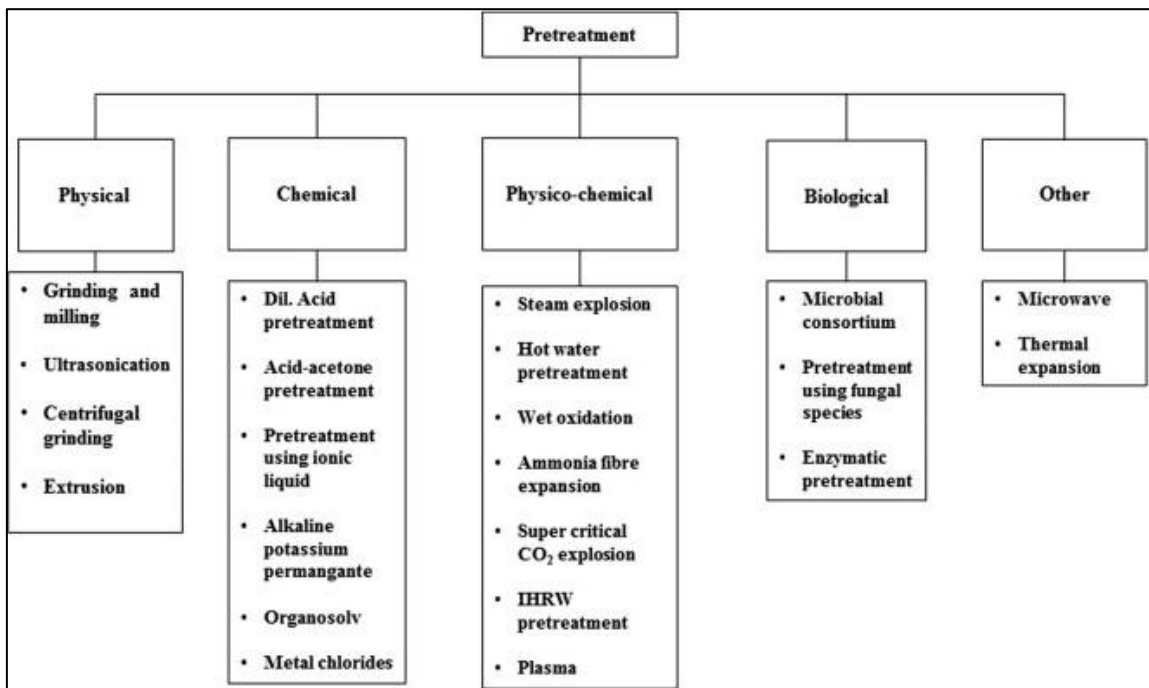 Pretreatment
Physical
Chemical
Physico-chemical
Biological
Other
• Grinding and
milling
• Ultrasonication
• Centrifugal
grinding
• Extrusion
• Dil. Acid
pretreatment
• Acid-acetone
pretreatment
• Pretreatment
using ionic
liquid
• Alkaline
potassium
permangante
• Organosolv
• Metal chlorides
• Steam explosion
• Hot water
pretreatment
• Wet oxidation
• Ammonia fibre
expansion
• Super critical
CO₂ explosion
• IHRW
pretreatment
• Plasma
• Microbial
consortium
• Pretreatment
using fungal
species
• Enzymatic
pretreatment
• Microwave
• Thermal
expansion